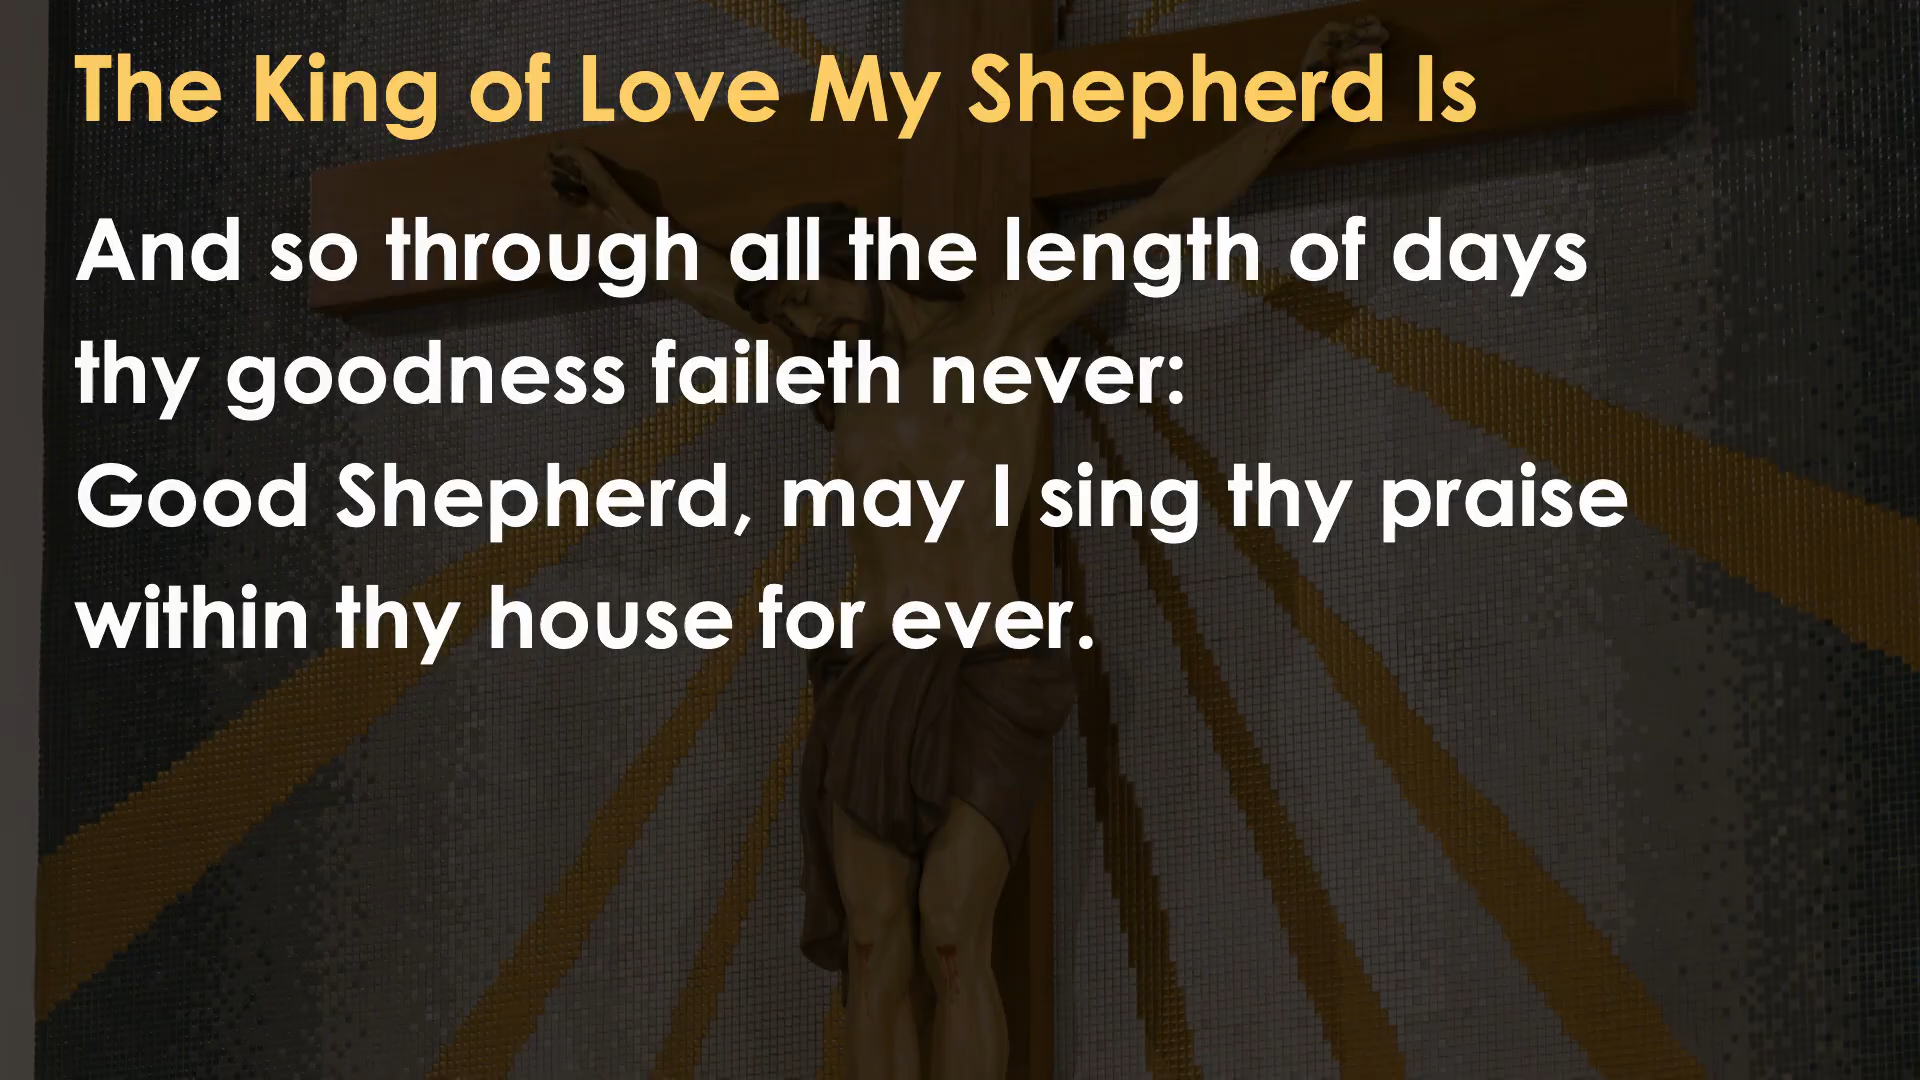 The King of Love My Shepherd Is
And so through all the length of days
thy goodness faileth never:
Good Shepherd, may I sing thy praise
within thy house for ever.